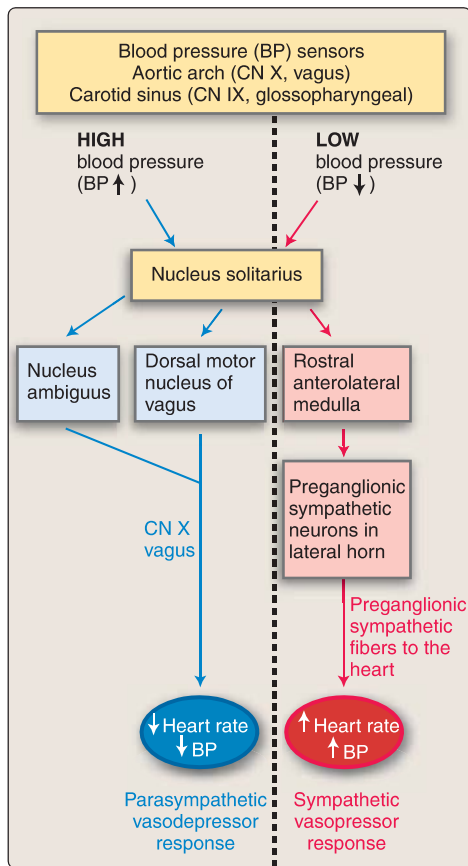 Blood pressure (BP) sensors
Aortic arch (CN X, vagus)
Carotid sinus (CN IX, glossopharyngeal)
HIGH
blood pressure
(BP ↑ )
LOW
blood pressure
(BP ↓ )
Nucleus solitarius
Nucleus
ambiguus
Dorsal motor
nucleus of
vagus
Rostral
anterolateral
medulla
Preganglionic
sympathetic
neurons in
lateral horn
CN X
vagus
Preganglionic
sympathetic
fibers to the
heart
↓ Heart rate
↓ BP
↑ Heart rate
↑ BP
Parasympathetic
vasodepressor
response
Sympathetic
vasopressor
response